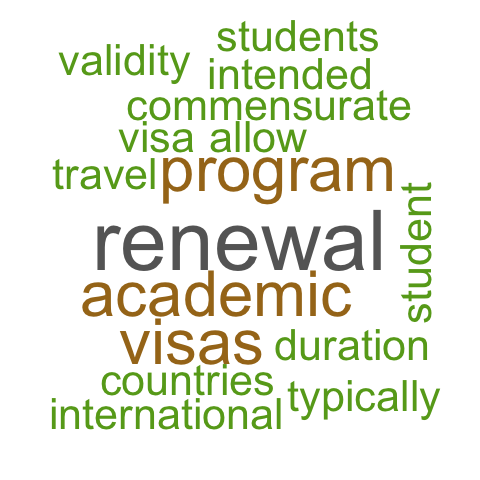 students
validity
intended
commensurate
visa allow
travel program
student
renewal
academic
visas duration
countries
typically
international